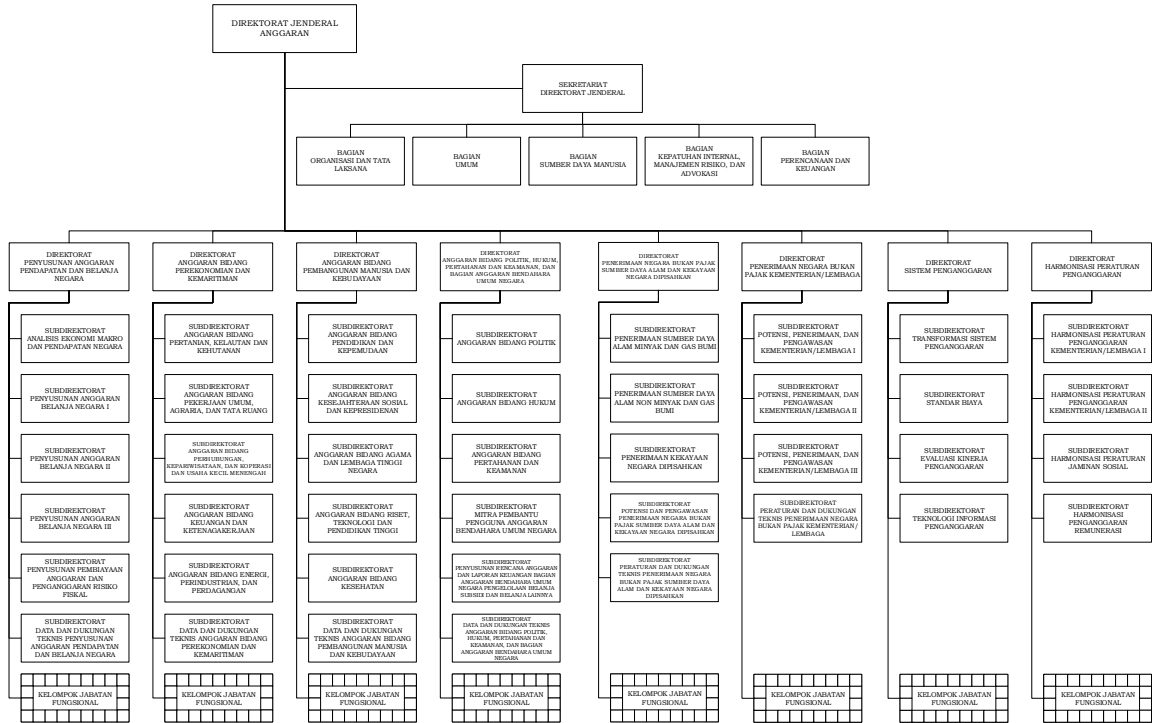 DIREKTORAT JENDERAL
ANGGARAN
SEKRETARIAT
DIREKTORAT JENDERAL
BAGIAN
ORGANISASI DAN TATA
LAKSANA
BAGIAN
UMUM
BAGIAN
SUMBER DAYA MANUSIA
BAGIAN
KEPATUHAN INTERNAL,
MANAJEMEN RISIKO, DAN
ADVOKASI
BAGIAN
PERENCANAAN DAN
KEUANGAN
DIREKTORAT
PENYUSUNAN ANGGARAN
PENDAPATAN DAN BELANJA
NEGARA
SUBDIREKTORAT
ANALISIS EKONOMI MAKRO
DAN PENDAPATAN NEGARA
SUBDIREKTORAT
PENYUSUNAN ANGGARAN
BELANJA NEGARA I
SUBDIREKTORAT
PENYUSUNAN ANGGARAN
BELANJA NEGARA II
SUBDIREKTORAT
PENYUSUNAN ANGGARAN
BELANJA NEGARA III
SUBDIREKTORAT
PENYUSUNAN PEMBIAYAAN
ANGGARAN DAN
PENGANGGARAN RISIKO
FISKAL
SUBDIREKTORAT
DATA DAN DUKUNGAN
TEKNIS PENYUSUNAN
ANGGARAN PENDAPATAN
DAN BELANJA NEGARA
KELOMPOK JABATAN
FUNGSIONAL
DIREKTORAT
ANGGARAN BIDANG
PEREKONOMIAN DAN
KEMARITIMAN
SUBDIREKTORAT
ANGGARAN BIDANG
PERTANIAN, KELAUTAN DAN
KEHUTANAN
SUBDIREKTORAT
ANGGARAN BIDANG
PEKERJAAN UMUM,
AGRARIA, DAN TATA RUANG
SUBDIREKTORAT
ANGGARAN BIDANG
PERHUBUNGAN,
KEPARIWISATAAN, DAN KOPERASI
DAN USAHA KECIL MENENGAH
SUBDIREKTORAT
ANGGARAN BIDANG
KEUANGAN DAN
KETENAGAKERJAAN
SUBDIREKTORAT
ANGGARAN BIDANG ENERGI,
PERINDUSTRIAN, DAN
PERDAGANGAN
SUBDIREKTORAT
DATA DAN DUKUNGAN
TEKNIS ANGGARAN BIDANG
PEREKONOMIAN DAN
KEMARITIMAN
KELOMPOK JABATAN
FUNGSIONAL
DIREKTORAT
ANGGARAN BIDANG
PEMBANGUNAN MANUSIA DAN
KEBUDAYAAN
SUBDIREKTORAT
ANGGARAN BIDANG
PENDIDIKAN DAN
KEPEMUDAAN
SUBDIREKTORAT
ANGGARAN BIDANG
KESEJAHTERAAN SOSIAL
DAN KEPRESIDENAN
SUBDIREKTORAT
ANGGARAN BIDANG AGAMA
DAN LEMBAGA TINGGI
NEGARA
SUBDIREKTORAT
ANGGARAN BIDANG RISET,
TEKNOLOGI DAN
PENDIDIKAN TINGGI
SUBDIREKTORAT
ANGGARAN BIDANG
KESEHATAN
SUBDIREKTORAT
DATA DAN DUKUNGAN
TEKNIS ANGGARAN BIDANG
PEMBANGUNAN MANUSIA
DAN KEBUDAYAAN
KELOMPOK JABATAN
FUNGSIONAL
DIREKTORAT
ANGGARAN BIDANG POLITIK, HUKUM,
PERTAHANAN DAN KEAMANAN, DAN
BAGIAN ANGGARAN BENDAHARA
UMUM NEGARA
SUBDIREKTORAT
ANGGARAN BIDANG POLITIK
SUBDIREKTORAT
ANGGARAN BIDANG HUKUM
SUBDIREKTORAT
ANGGARAN BIDANG
PERTAHANAN DAN
KEAMANAN
SUBDIREKTORAT
MITRA PEMBANTU
PENGGUNA ANGGARAN
BENDAHARA UMUM NEGARA
SUBDIREKTORAT
PENYUSUNAN RENCANA ANGGARAN
DAN LAPORAN KEUANGAN BAGIAN
ANGGARAN BENDAHARA UMUM
NEGARA PENGELOLAAN BELANJA
SUBSIDI DAN BELANJA LAINNYA
SUBDIREKTORAT
DATA DAN DUKUNGAN TEKNIS
ANGGARAN BIDANG POLITIK,
HUKUM, PERTAHANAN DAN
KEAMANAN, DAN BAGIAN
ANGGARAN BENDAHARA UMUM
NEGARA
KELOMPOK JABATAN
FUNGSIONAL
DIREKTORAT
PENERIMAAN NEGARA BUKAN PAJAK
SUMBER DAYA ALAM DAN KEKAYAAN
NEGARA DIPISAHKAN
SUBDIREKTORAT
PENERIMAAN SUMBER DAYA
ALAM MINYAK DAN GAS BUMI
SUBDIREKTORAT
PENERIMAAN SUMBER DAYA
ALAM NON MINYAK DAN GAS
BUMI
SUBDIREKTORAT
PENERIMAAN KEKAYAAN
NEGARA DIPISAHKAN
SUBDIREKTORAT
POTENSI DAN PENGAWASAN
PENERIMAAN NEGARA BUKAN
PAJAK SUMBER DAYA ALAM DAN
KEKAYAAN NEGARA DIPISAHKAN
SUBDIREKTORAT
PERATURAN DAN DUKUNGAN
TEKNIS PENERIMAAN NEGARA
BUKAN PAJAK SUMBER DAYA
ALAM DAN KEKAYAAN NEGARA
DIPISAHKAN
KELOMPOK JABATAN
FUNGSIONAL
DIREKTORAT
PENERIMAAN NEGARA BUKAN
PAJAK KEMENTERIAN/LEMBAGA
SUBDIREKTORAT
POTENSI, PENERIMAAN, DAN
PENGAWASAN
KEMENTERIAN/LEMBAGA I
SUBDIREKTORAT
POTENSI, PENERIMAAN, DAN
PENGAWASAN
KEMENTERIAN/LEMBAGA II
SUBDIREKTORAT
POTENSI, PENERIMAAN, DAN
PENGAWASAN
KEMENTERIAN/LEMBAGA III
SUBDIREKTORAT
PERATURAN DAN DUKUNGAN
TEKNIS PENERIMAAN NEGARA
BUKAN PAJAK KEMENTERIAN/
LEMBAGA
KELOMPOK JABATAN
FUNGSIONAL
DIREKTORAT
SISTEM PENGANGGARAN
SUBDIREKTORAT
TRANSFORMASI SISTEM
PENGANGGARAN
SUBDIREKTORAT
STANDAR BIAYA
SUBDIREKTORAT
EVALUASI KINERJA
PENGANGGARAN
SUBDIREKTORAT
TEKNOLOGI INFORMASI
PENGANGGARAN
KELOMPOK JABATAN
FUNGSIONAL
DIREKTORAT
HARMONISASI PERATURAN
PENGANGGARAN
SUBDIREKTORAT
HARMONISASI PERATURAN
PENGANGGARAN
KEMENTERIAN/LEMBAGA I
SUBDIREKTORAT
HARMONISASI PERATURAN
PENGANGGARAN
KEMENTERIAN/LEMBAGA II
SUBDIREKTORAT
HARMONISASI PERATURAN
JAMINAN SOSIAL
SUBDIREKTORAT
HARMONISASI
PENGANGGARAN
REMUNERASI
KELOMPOK JABATAN
FUNGSIONAL